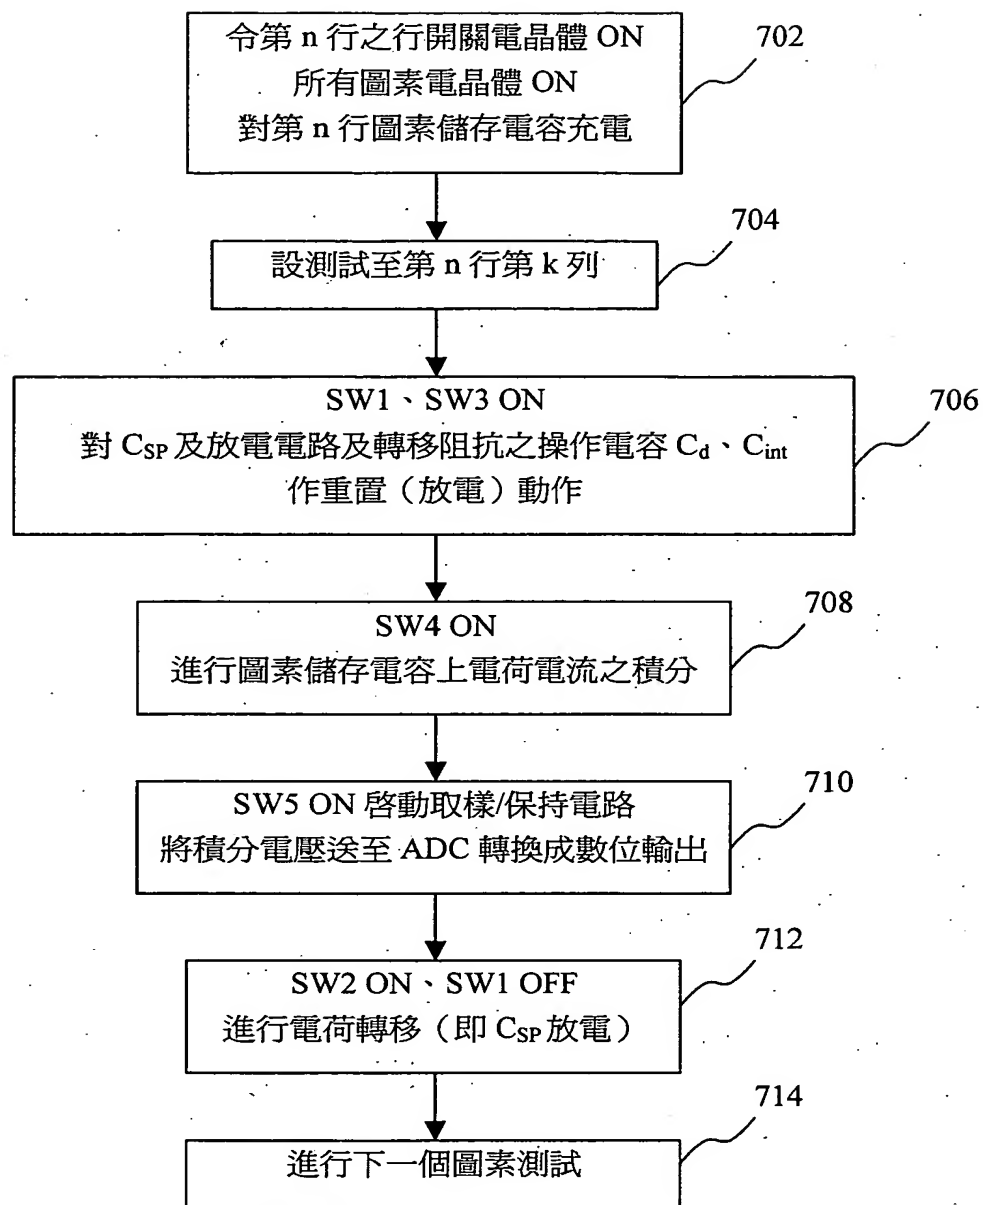 令第 n 行之行開關電晶體 ON
所有圖素電晶體 ON
對第 n 行圖素儲存電容充電
702
設測試至第 n 行第 k 列
704
SW1、SW3 ON
對 C_SP 及放電電路及轉移阻抗之操作電容 C_d、C_int
作重置（放電）動作
706
SW4 ON
進行圖素儲存電容上電荷電流之積分
708
SW5 ON 啓動取樣/保持電路
將積分電壓送至 ADC 轉換成數位輸出
710
SW2 ON、SW1 OFF
進行電荷轉移（即 C_SP 放電）
712
進行下一個圖素測試
714